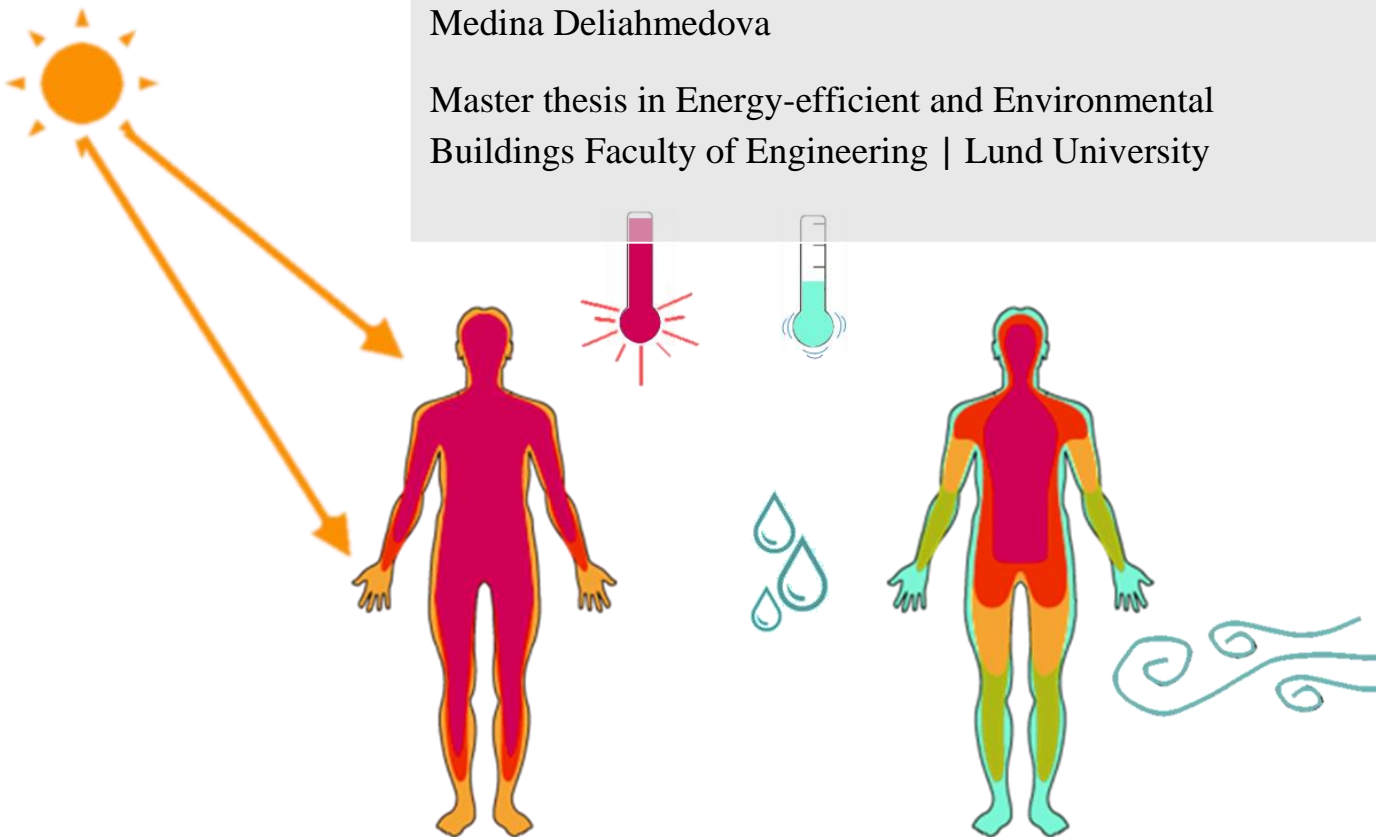 Medina Deliahmedova
Master thesis in Energy-efficient and Environmental
Buildings Faculty of Engineering | Lund University